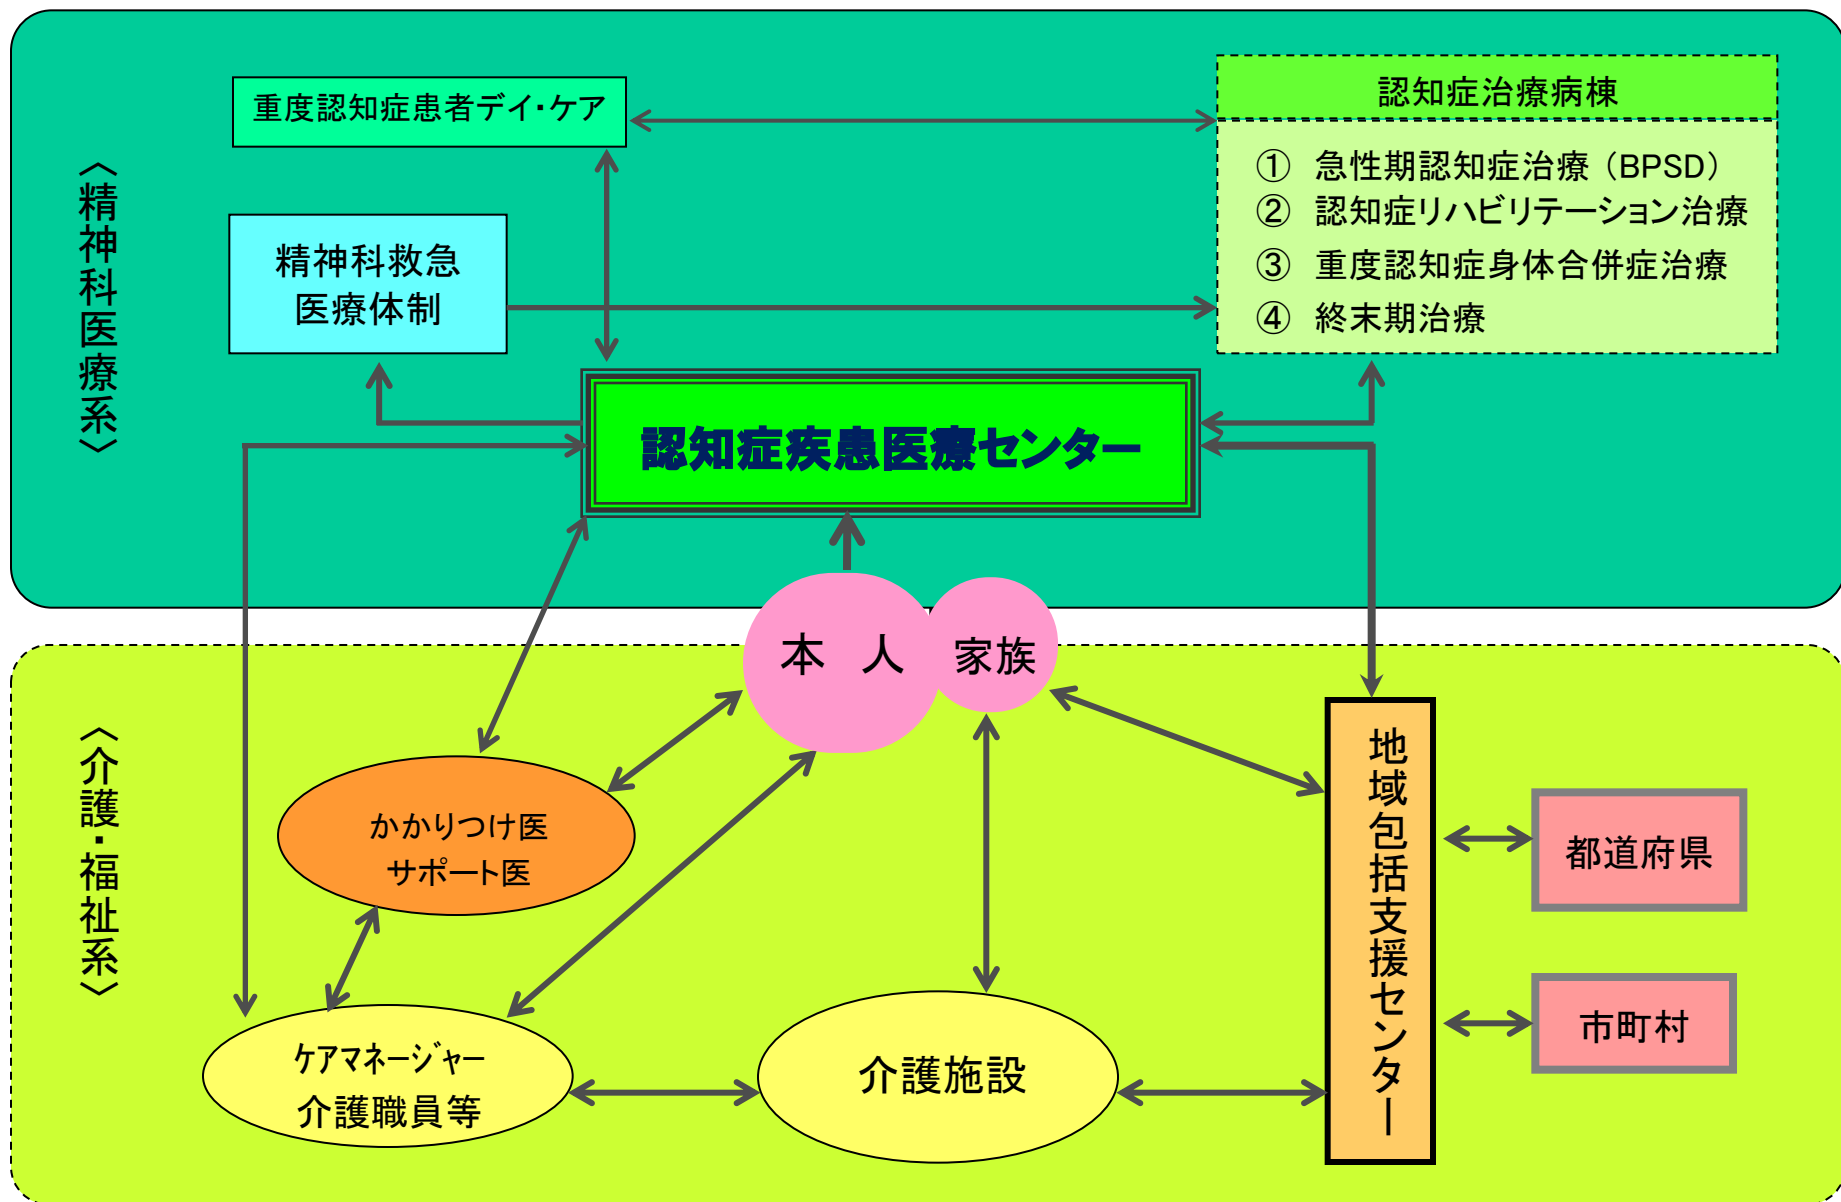 〈精神科医療系〉
重度認知症患者デイ・ケア
認知症治療病棟
① 急性期認知症治療（BPSD）
② 認知症リハビリテーション治療
③ 重度認知症身体合併症治療
④ 終末期治療
精神科救急
医療体制
認知症疾患医療センター
本 人
家族
〈介護・福祉系〉
かかりつけ医
サポート医
ケアマネージャー
介護職員等
介護施設
地域包括支援センター
都道府県
市町村